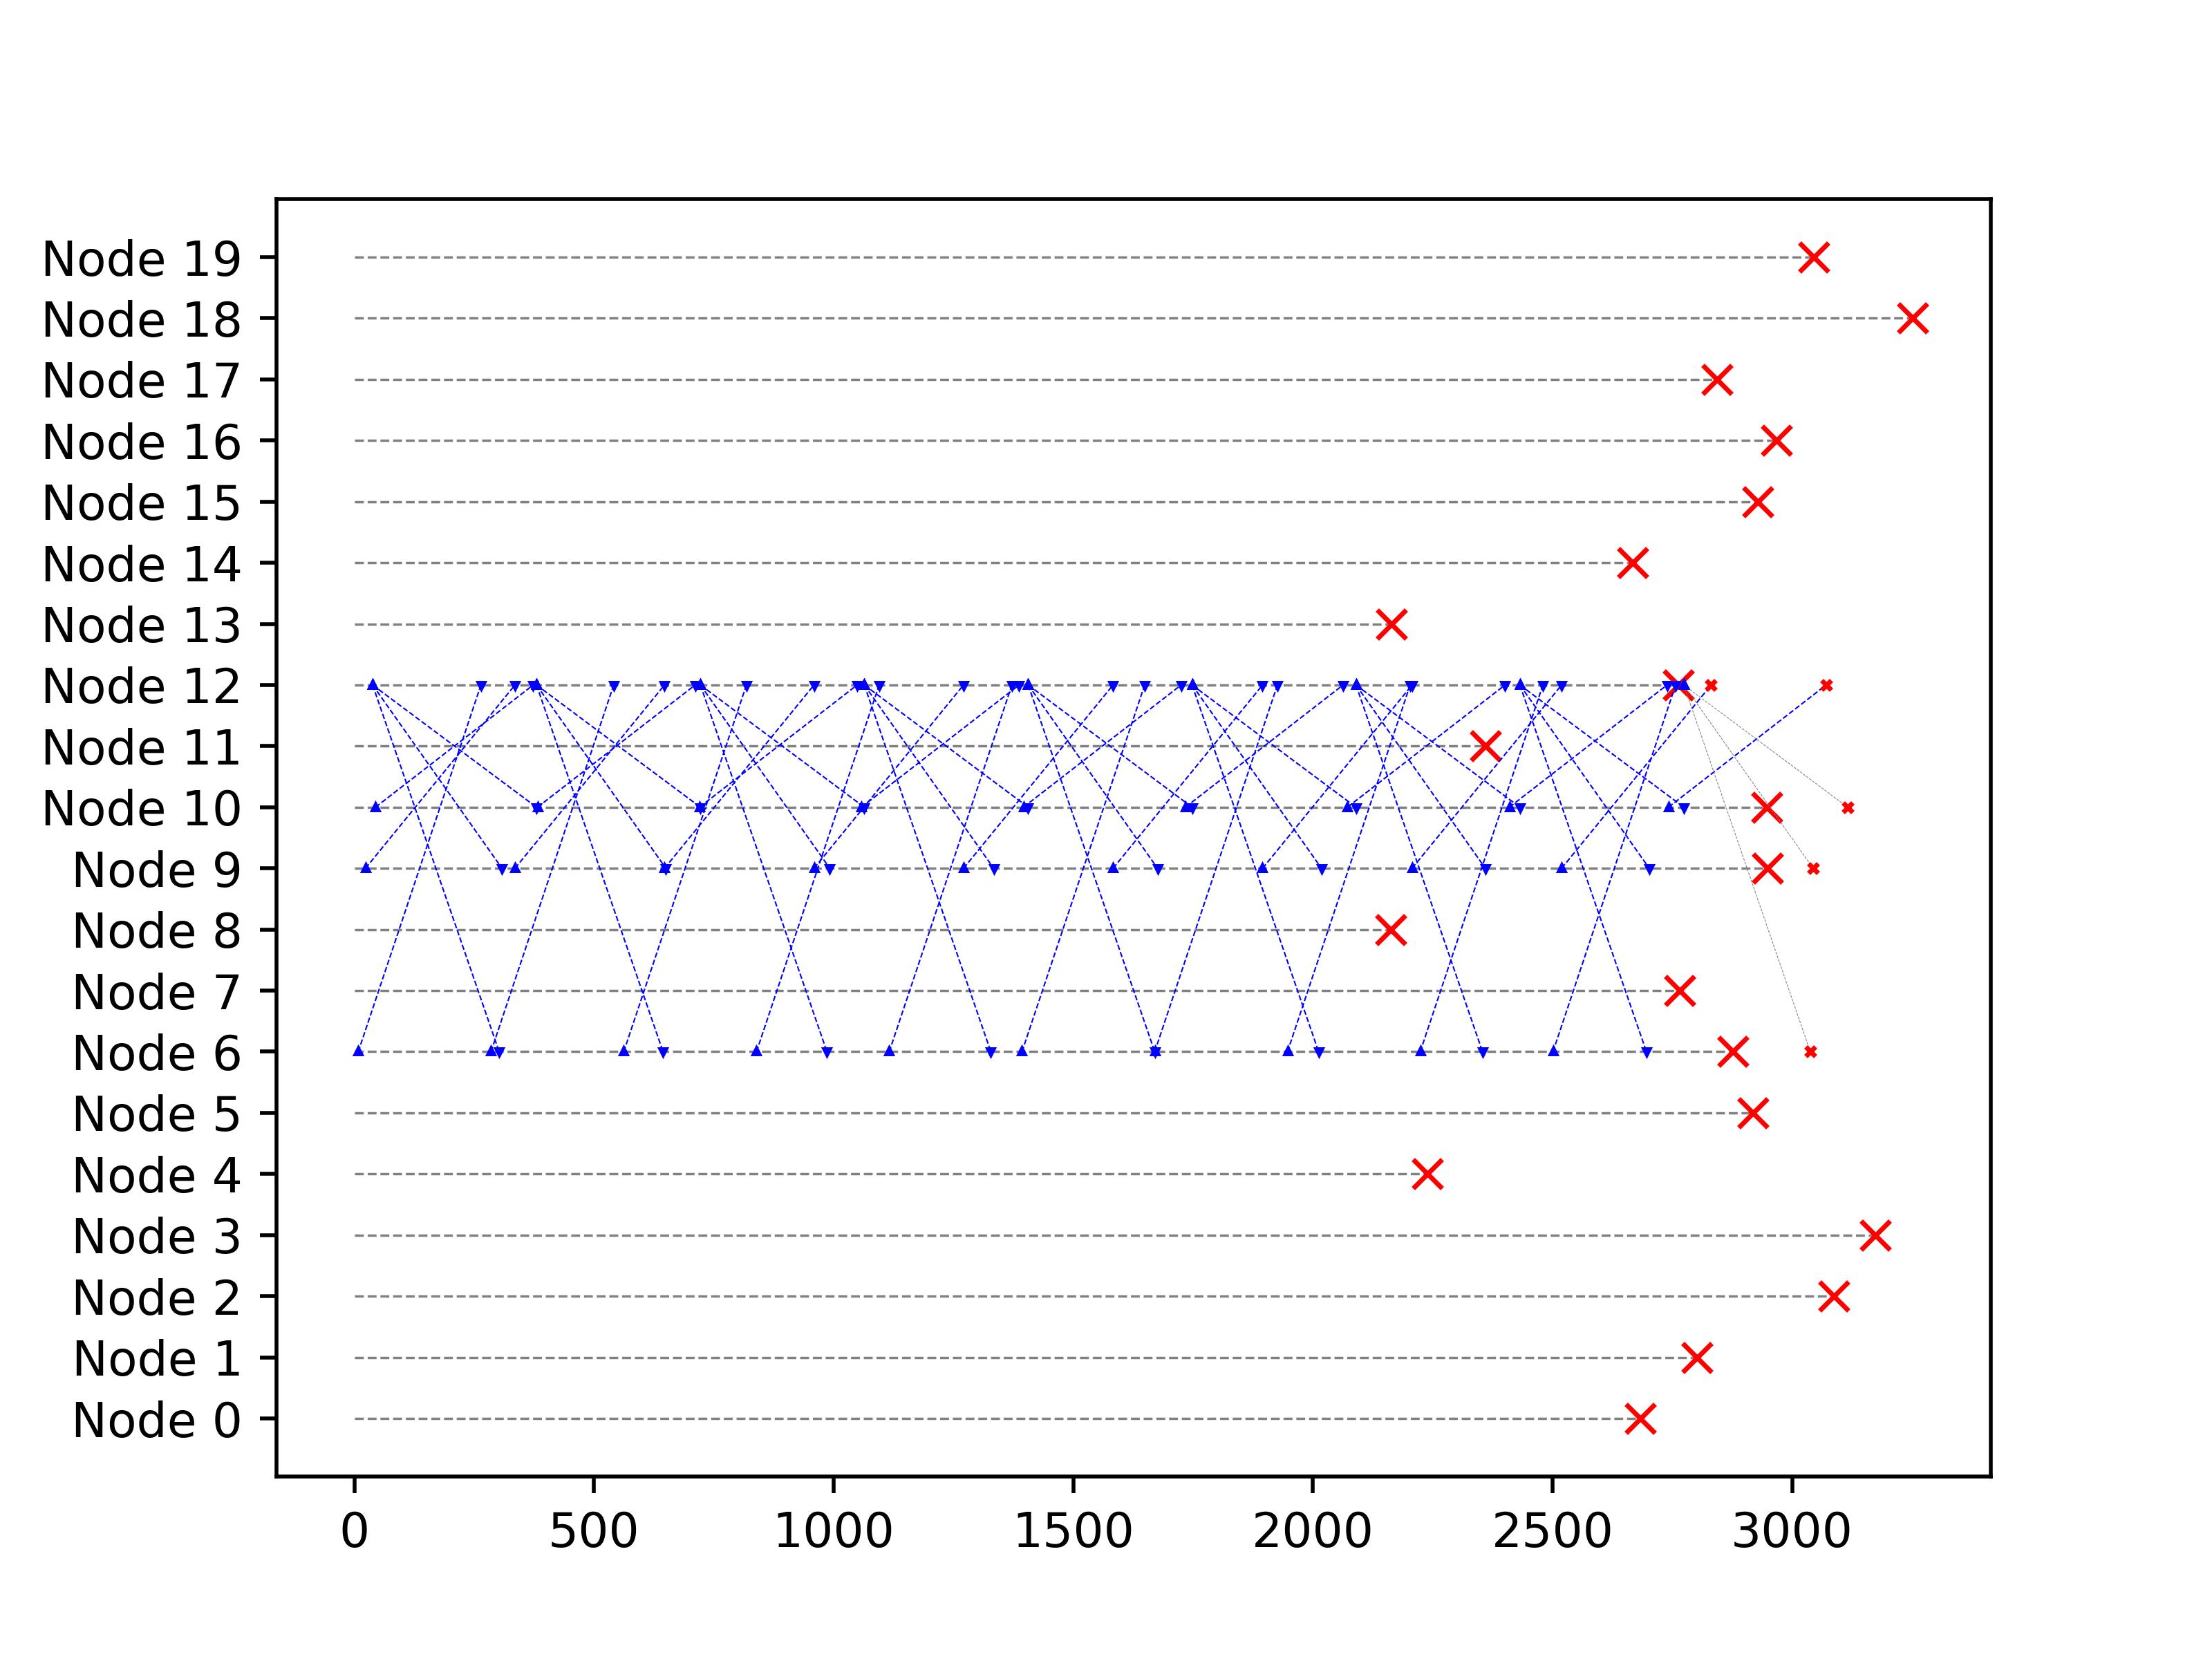 Node 19
Node 18
Node 17
Node 16
Node 15
Node 14
Node 13
Node 12
Node 11
Node 10
Node 9
Node 8
Node 7
Node 6
Node 5
Node 4
Node 3
Node 2
Node 1
Node 0
0 500 1000 1500 2000 2500 3000